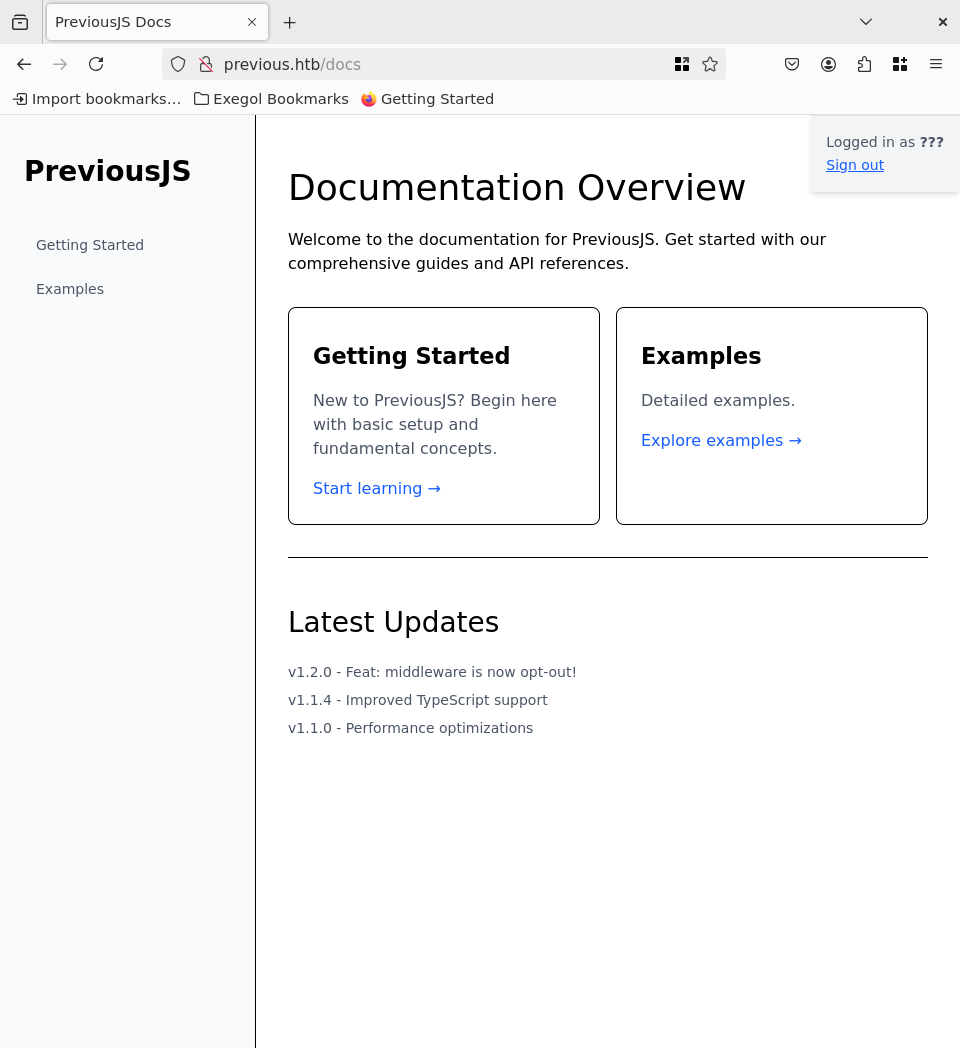 PreviousJS Docs
previous.htb/docs
Import bookmarks...
Exegol Bookmarks
Getting Started
Logged in as ???
Sign out
PreviousJS
Getting Started
Examples
Documentation Overview
Welcome to the documentation for PreviousJS. Get started with our
comprehensive guides and API references.
Getting Started
New to PreviousJS? Begin here
with basic setup and
fundamental concepts.
Start learning →
Examples
Detailed examples.
Explore examples →
Latest Updates
v1.2.0 - Feat: middleware is now opt-out!
v1.1.4 - Improved TypeScript support
v1.1.0 - Performance optimizations